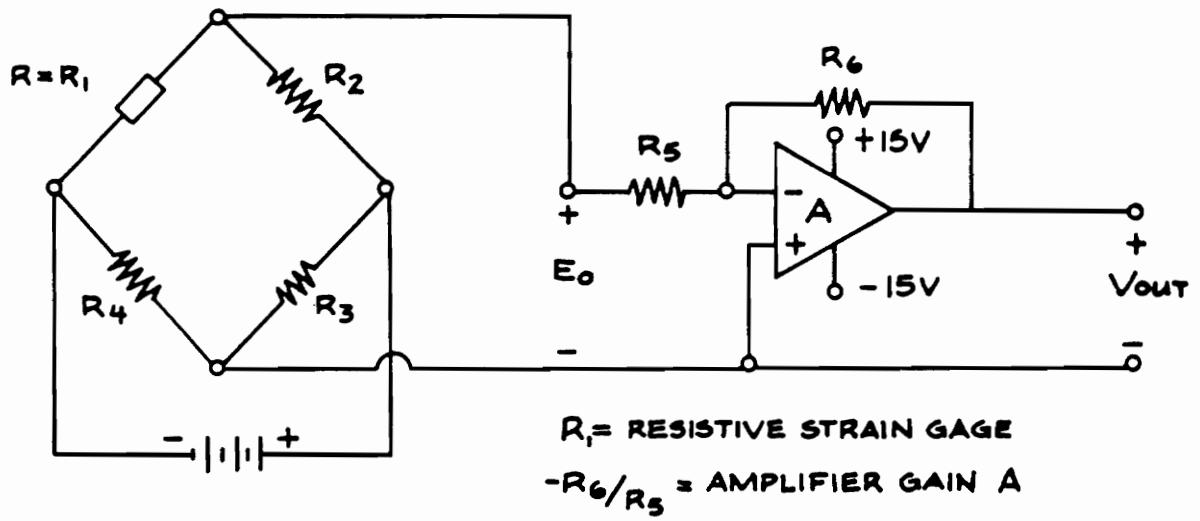 R=R1
R2
R6
+15V
R5
-
A
+
+
E0
-15V
+
VOUT
R4
R3
-
-
-
+
R1= RESISTIVE STRAIN GAGE
-R6/R5 = AMPLIFIER GAIN A